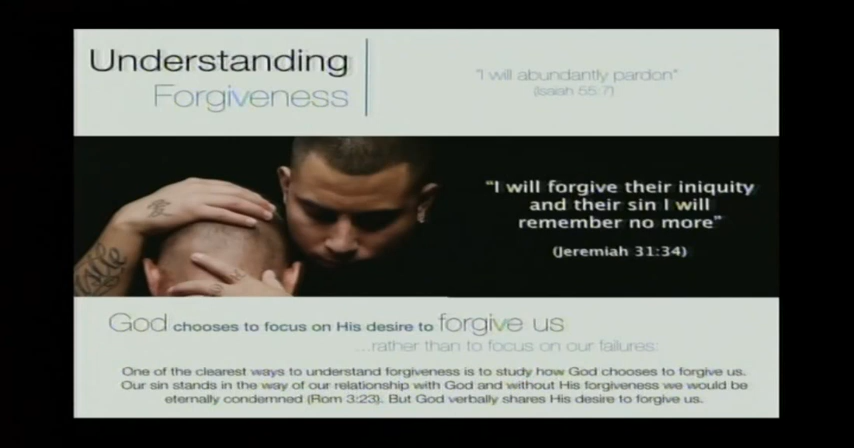 Understanding
Forgiveness
"I will abundantly pardon"
(Isaiah 55:7)
"I will forgive their iniquity
and their sin I will
remember no more"
(Jeremiah 31:34)
God chooses to focus on His desire to forgive us
...rather than to focus on our failures:
One of the clearest ways to understand forgiveness is to study how God chooses to forgive us.
Our sin stands in the way of our relationship with God and without His forgiveness we would be
eternally condemned (Rom 3:23). But God verbally shares His desire to forgive us.